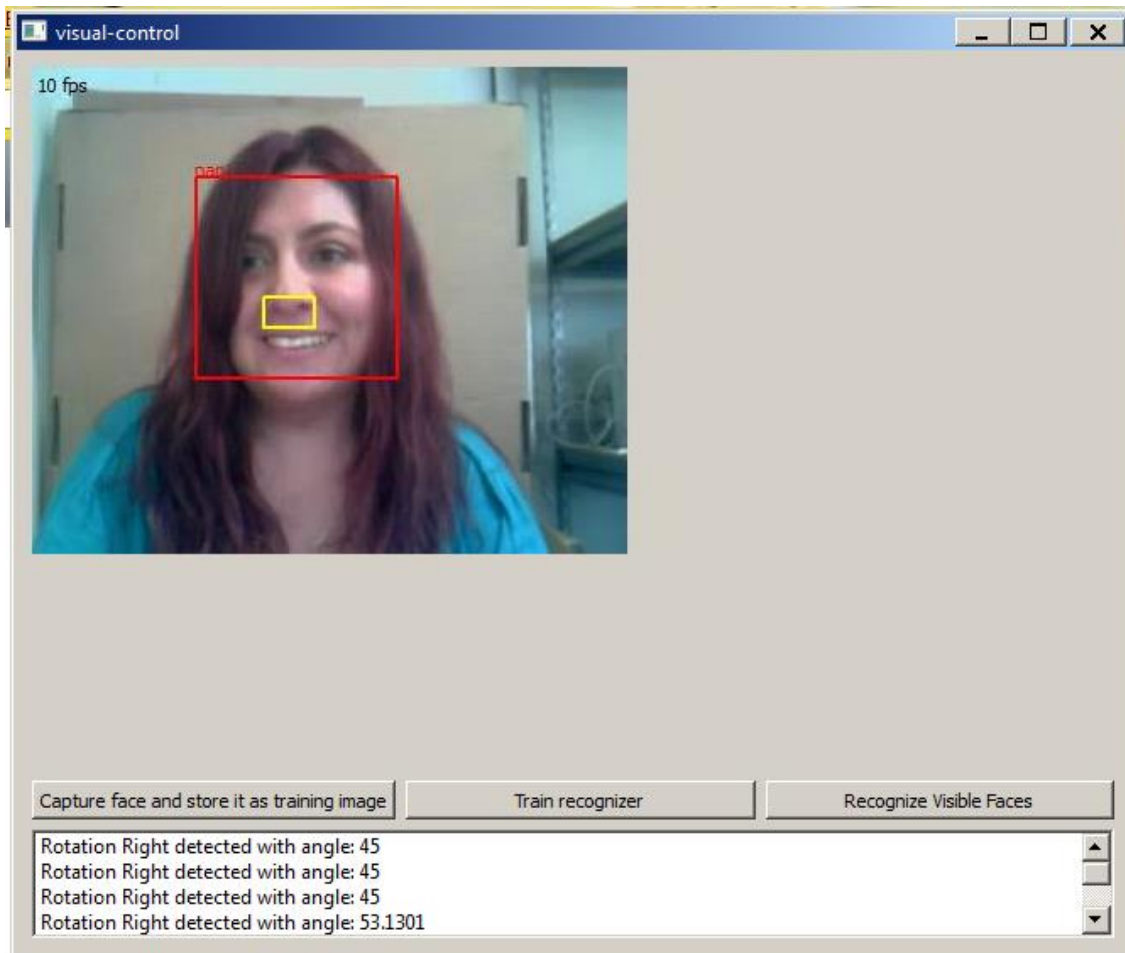 visual-control
10 fps
Capture face and store it as training image
Train recognizer
Recognize Visible Faces
Rotation Right detected with angle: 45
Rotation Right detected with angle: 45
Rotation Right detected with angle: 45
Rotation Right detected with angle: 53.1301